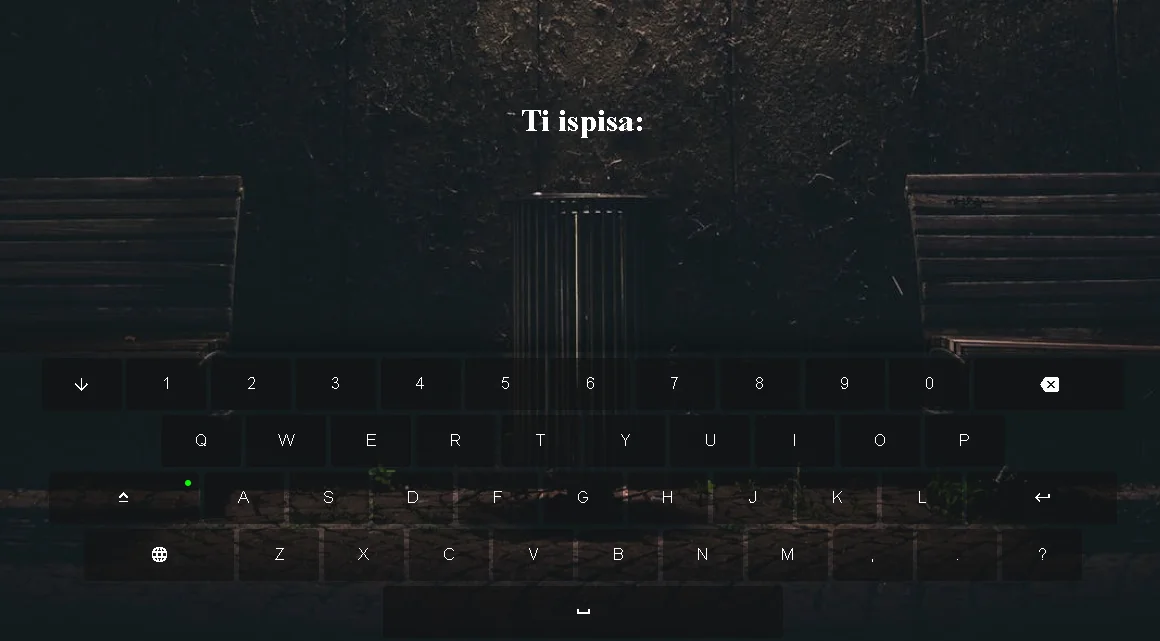 Ti ispisa:
1 2 3 4 5 6 7 8 9 0
Q W E R T Y U I O P
A S D F G H J K L
Z X C V B N M , . ?